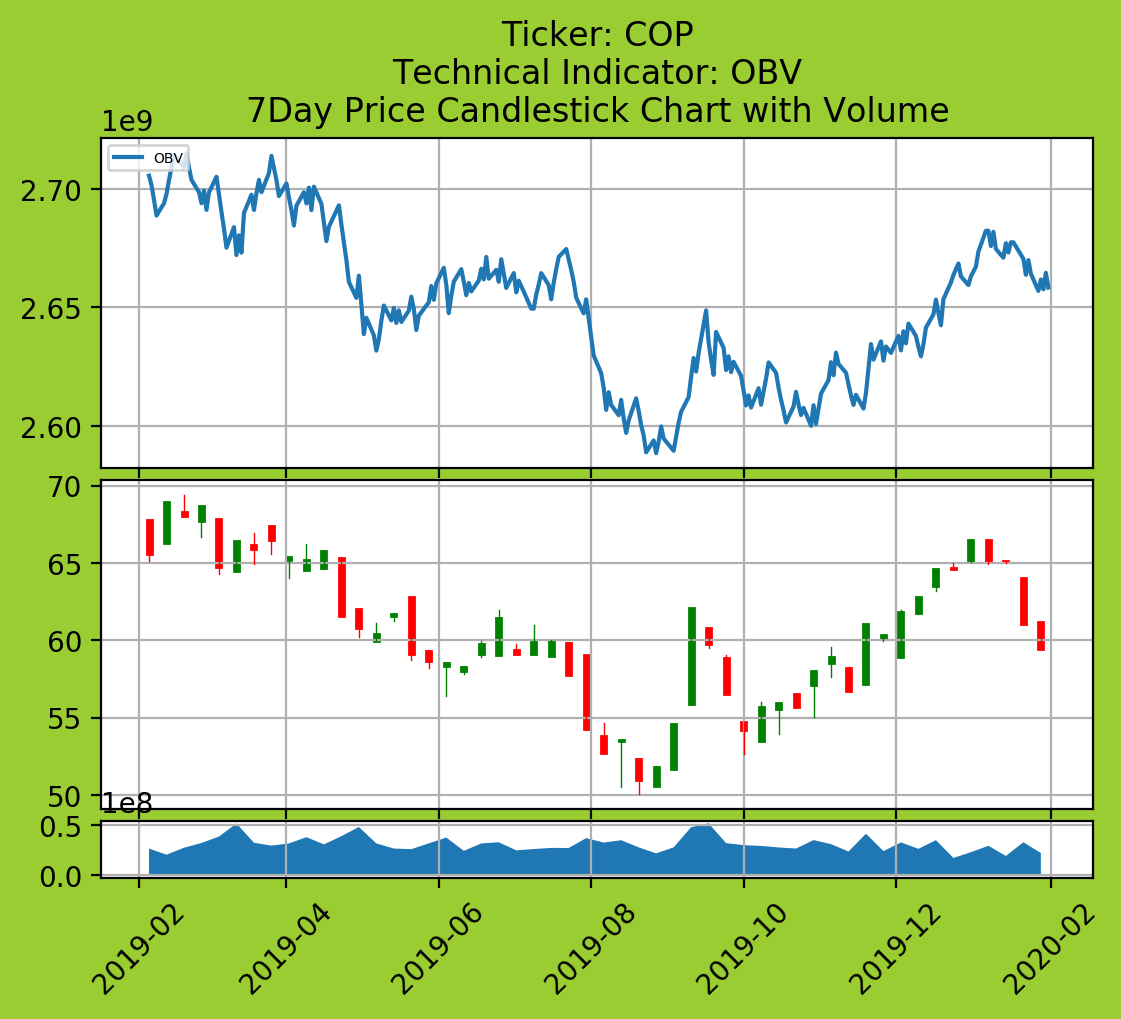 Ticker: COP
Technical Indicator: OBV
7Day Price Candlestick Chart with Volume
1e9
OBV
2.70
2.65
2.60
70
65
60
55
50
1e8
0.5
0.0
2019-02
2019-04
2019-06
2019-08
2019-10
2019-12
2020-02